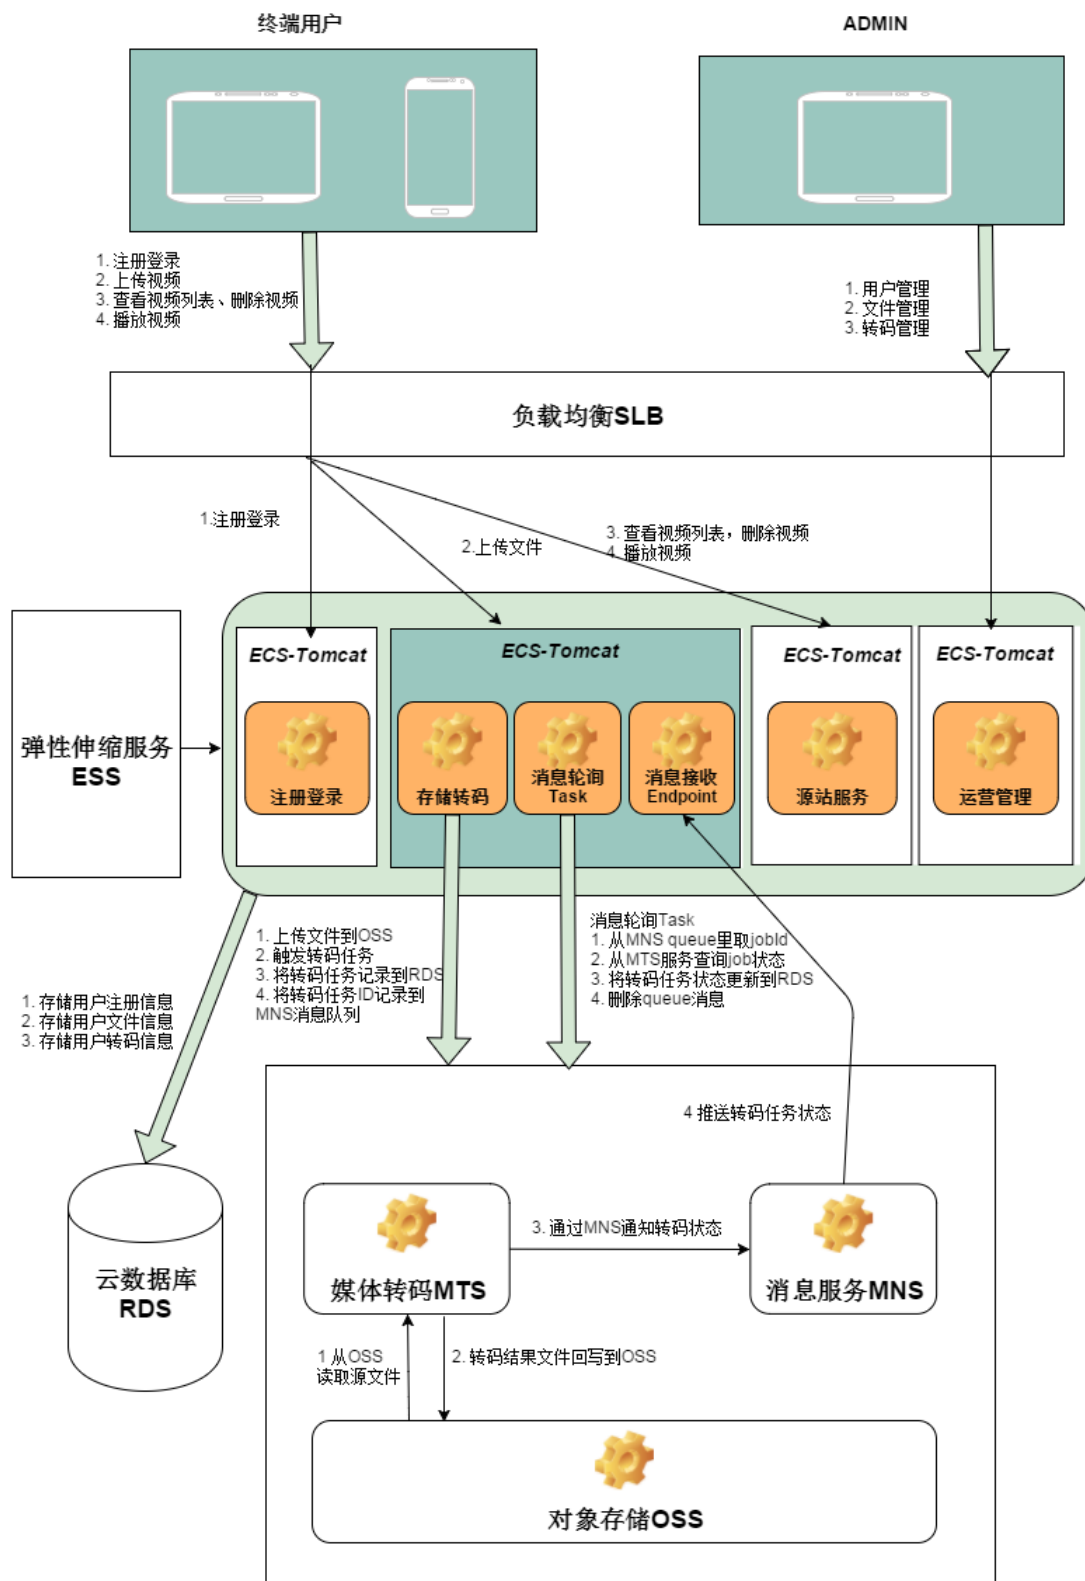 终端用户
ADMIN
1. 注册登录
2. 上传视频
3. 查看视频列表、删除视频
4. 播放视频
1. 用户管理
2. 文件管理
3. 转码管理
负载均衡SLB
1.注册登录
2.上传文件
3. 查看视频列表，删除视频
4. 播放视频
弹性伸缩服务
ESS
ECS-Tomcat
注册登录
ECS-Tomcat
存储转码
消息轮询
Task
消息接收
Endpoint
ECS-Tomcat
源站服务
ECS-Tomcat
运营管理
1. 存储用户注册信息
2. 存储用户文件信息
3. 存储用户转码信息
1. 上传文件到OSS
2. 触发转码任务
3. 将转码任务记录到RDS
4. 将转码任务ID记录到
MNS消息队列
消息轮询Task
1. 从MNS queue里取jobId
2. 从MTS服务查询job状态
3. 将转码任务状态更新到RDS
4. 删除queue消息
4 推送转码任务状态
云数据库
RDS
媒体转码MTS
3. 通过MNS通知转码状态
消息服务MNS
1 从OSS
读取源文件
2. 转码结果文件回写到OSS
对象存储OSS